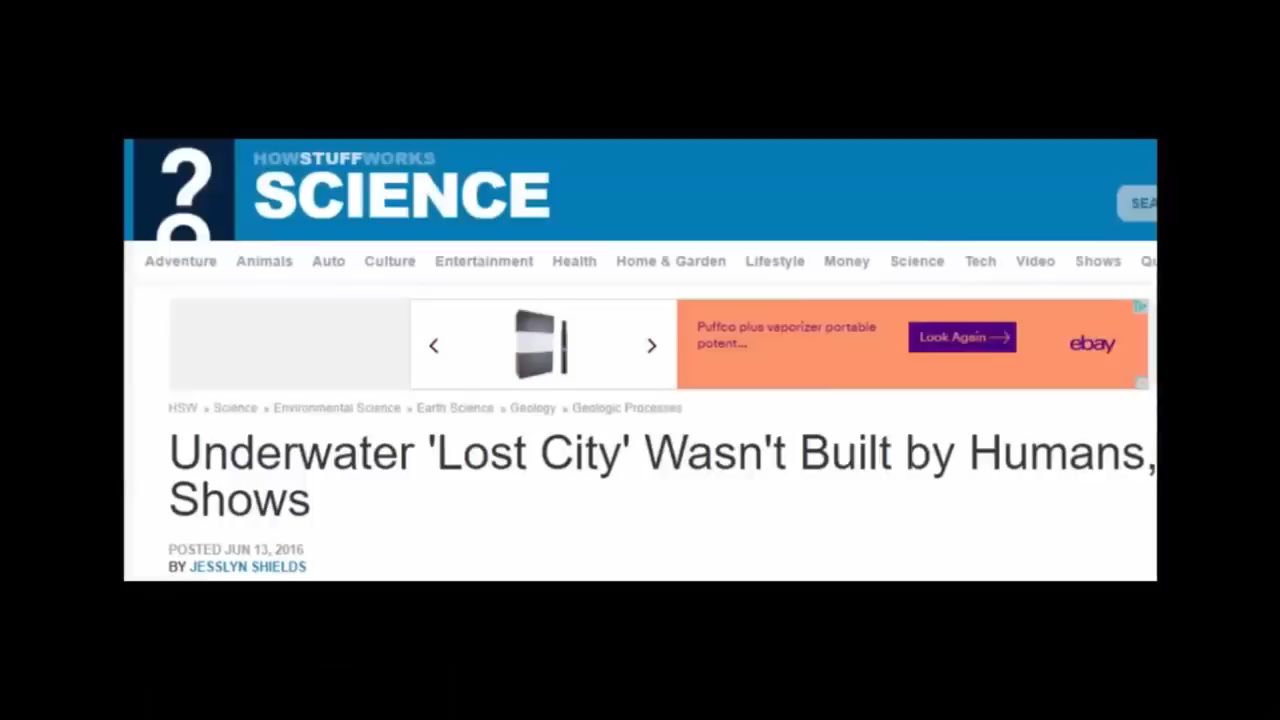 HOWSTUFFWORKS
SCIENCE
SEA
Adventure Animals Auto Culture Entertainment Health Home & Garden Lifestyle Money Science Tech Video Shows Qu
Puffco plus vaporizer portable
potent...
Look Again
ebay
HSW » Science » Environmental Science » Earth Science » Geology » Geologic Processes
Underwater 'Lost City' Wasn't Built by Humans,
Shows
POSTED JUN 13, 2016
BY JESSLYN SHIELDS